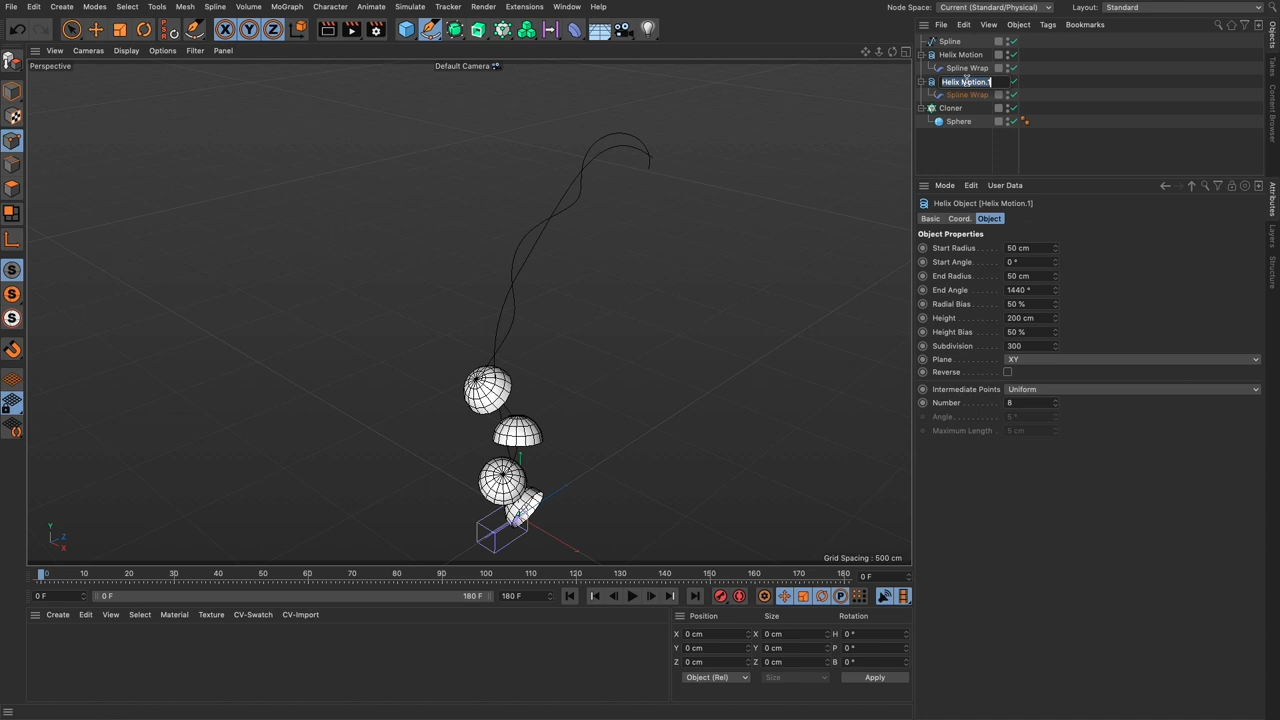 File Edit Create Modes Select Tools Mesh Spline Volume MoGraph Character Animate Simulate Tracker Render Extensions Window Help Node Space: Current (Standard/Physical) Layout: Standard
X Y Z
File Edit View Object Tags Bookmarks
Spline
Helix Motion
Spline Wrap
Helix Motion.1
Spline Wrap
Cloner
Sphere
Objects
Takes
Content Browser
View Cameras Display Options Filter Panel
Perspective
Default Camera
Mode Edit User Data
Helix Object [Helix Motion.1]
Basic Coord. Object
Object Properties
Start Radius 50 cm
Start Angle 0 °
End Radius 50 cm
End Angle 1440 °
Radial Bias 50 %
Height 200 cm
Height Bias 50 %
Subdivision 300
Plane XY
Reverse
Intermediate Points Uniform
Number 8
Angle 5 °
Maximum Length 5 cm
Attributes
Layers
Structure
S
S
S
Y
Z
X
Grid Spacing : 500 cm
0 10 20 30 40 50 60 70 80 90 100 110 120 130 140 150 160 170 180 0 F
0 F 0 F 180 F 180 F
P
Create Edit View Select Material Texture CV-Swatch CV-Import
Position Size Rotation
X 0 cm X 0 cm H 0 °
Y 0 cm Y 0 cm P 0 °
Z 0 cm Z 0 cm B 0 °
Object (Rel) Size Apply